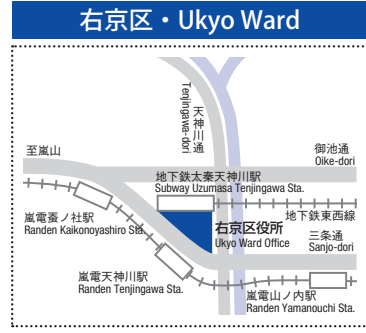 右京区・Ukyo Ward
天神川通
Tenjingawa-dori
至嵐山
御池通
Oike-dori
地下鉄太秦天神川駅
Subway Uzumasa Tenjingawa Sta.
地下鉄東西線
嵐電蚕ノ社駅
Randen Kaikonoyashiro Sta.
右京区役所
Ukyo Ward Office
三条通
Sanjo-dori
嵐電天神川駅
Randen Tenjingawa Sta.
嵐電山ノ内駅
Randen Yamanouchi Sta.